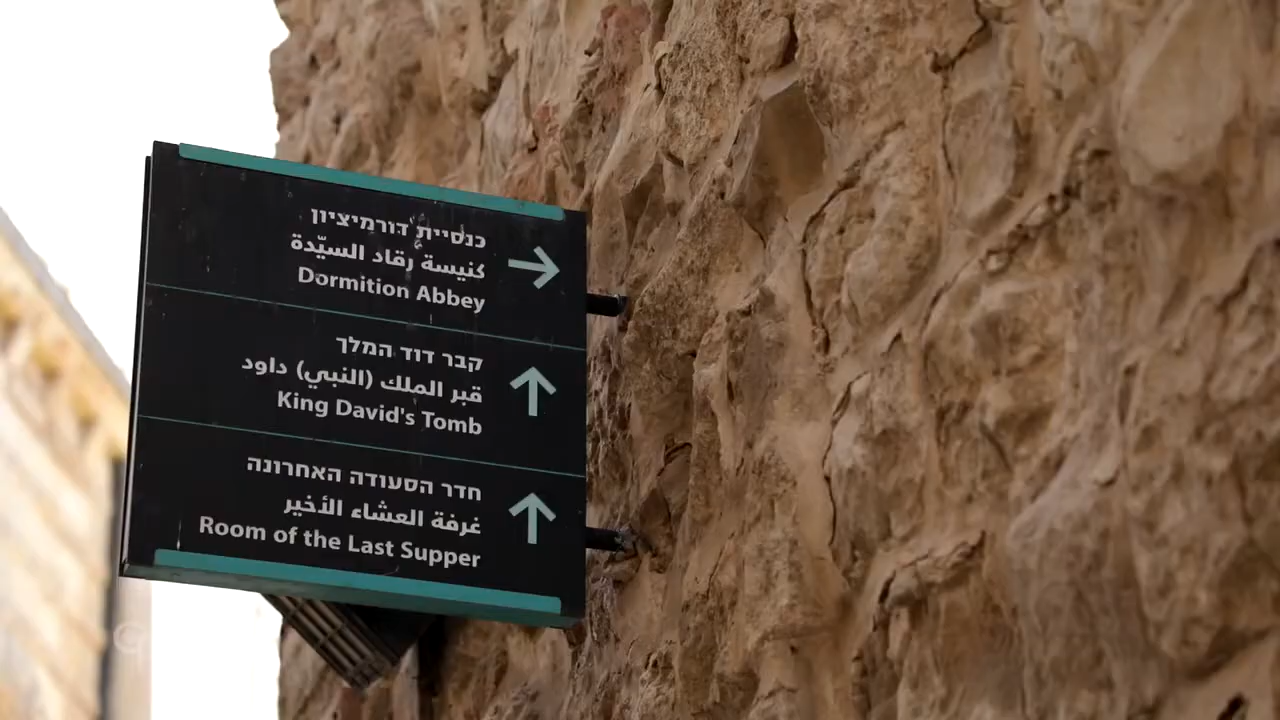 כנסיית דורמיציון
كنيسة رقاد السيّدة
Dormition Abbey
קבר דוד המלך
قبر الملك (النبي) داود
King David's Tomb
חדר הסעודה האחרונה
غرفة العشاء الأخير
Room of the Last Supper